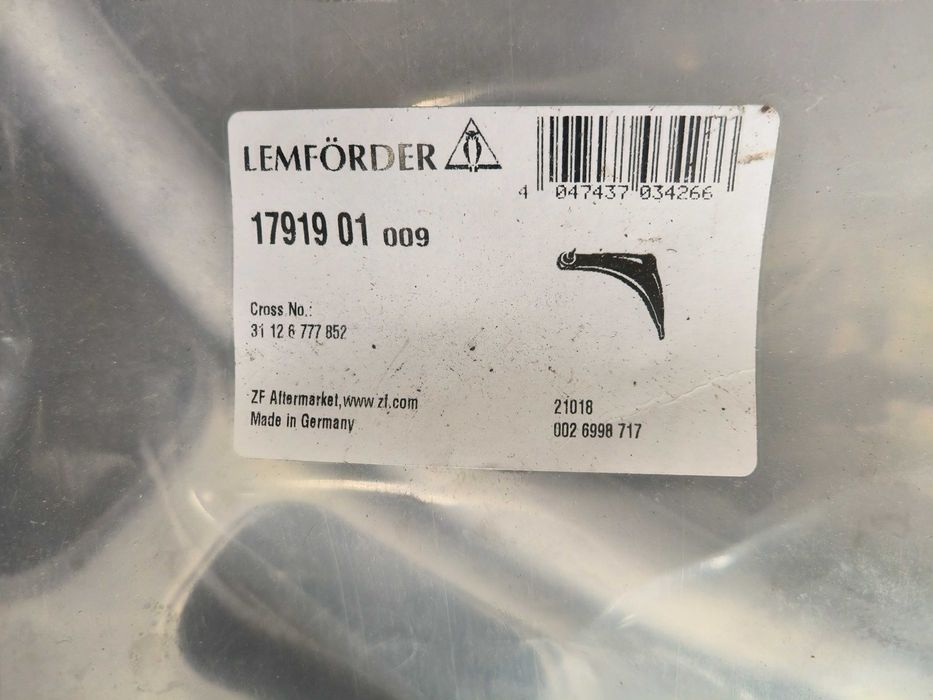 LEMFÖRDER
4 047437 034266
17919 01 009
Cross No.:
31 12 6 777 852
ZF Aftermarket, www.zf.com
Made in Germany
21018
002 6998 717